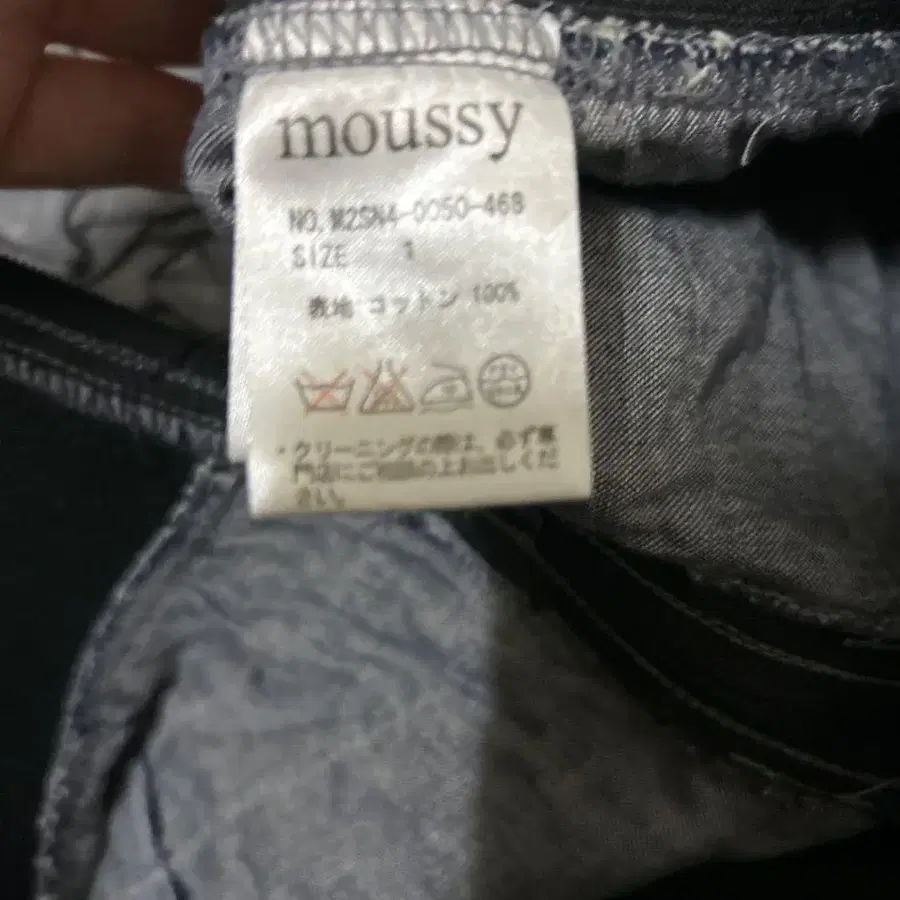 moussy
NO.M2SN4-0050-468
SIZE 1
表地 コットン 100%
・クリーニングの際は、必ず専
門店にご相談の上お出しくだ
さい。